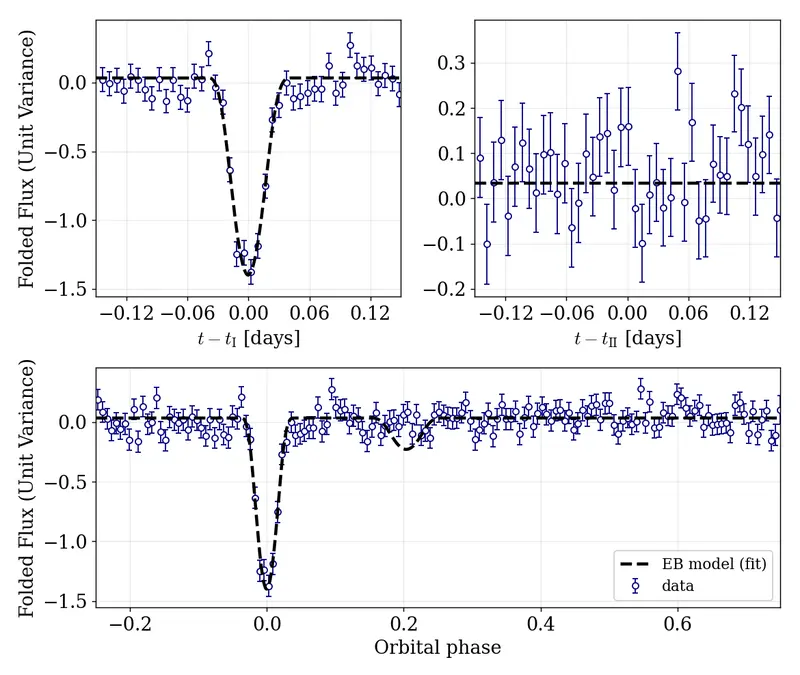 Folded Flux (Unit Variance)
0.0
−0.5
−1.0
−1.5
−0.12 −0.06 0.00 0.06 0.12
t − tI [days]
0.3
0.2
0.1
0.0
−0.1
−0.2
−0.12 −0.06 0.00 0.06 0.12
t − tII [days]
Folded Flux (Unit Variance)
0.0
−0.5
−1.0
−1.5
EB model (fit)
data
−0.2 0.0 0.2 0.4 0.6
Orbital phase